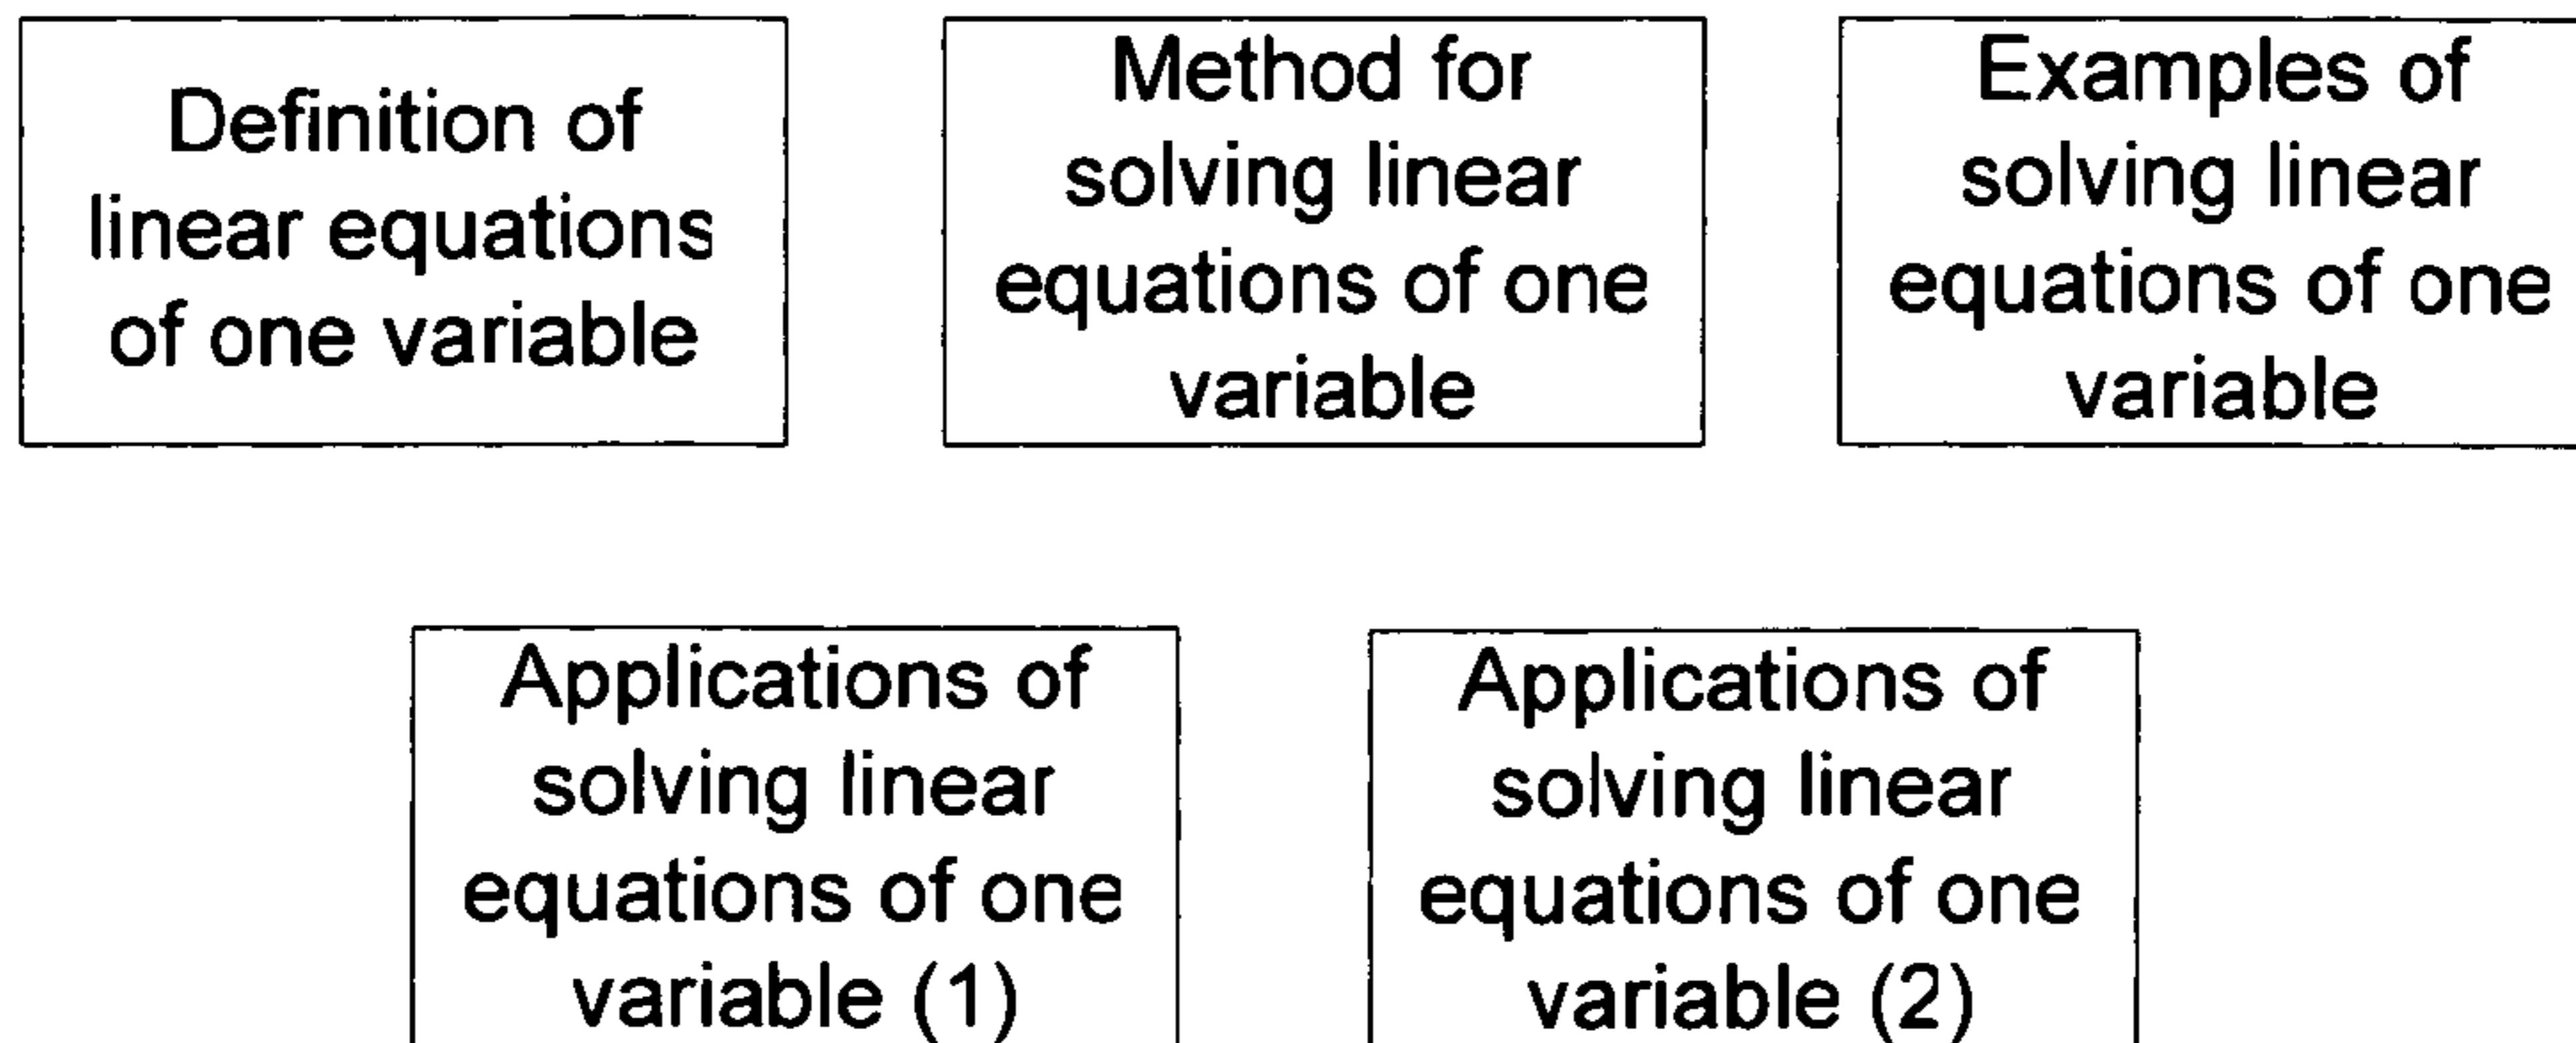 Definition of
linear equations
of one variable
Method for
solving linear
equations of one
variable
Examples of
solving linear
equations of one
variable
Applications of
solving linear
equations of one
variable (1)
Applications of
solving linear
equations of one
variable (2)